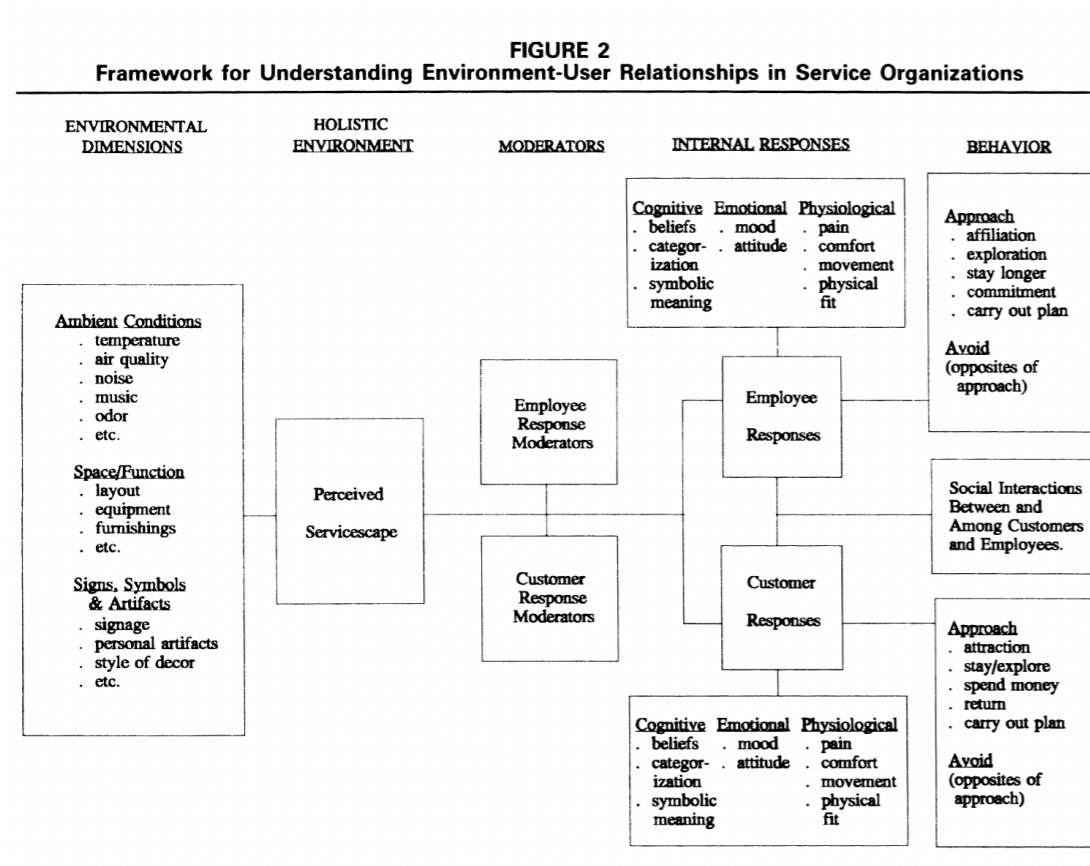 FIGURE 2
Framework for Understanding Environment-User Relationships in Service Organizations
ENVIRONMENTAL
DIMENSIONS
HOLISTIC
ENVIRONMENT
MODERATORS
INTERNAL RESPONSES
BEHAVIOR
Ambient Conditions
. temperature
. air quality
. noise
. music
. odor
. etc.
Space/Function
. layout
. equipment
. furnishings
. etc.
Signs, Symbols
& Artifacts
. signage
. personal artifacts
. style of decor
. etc.
Perceived
Servicescape
Employee
Response
Moderators
Customer
Response
Moderators
Cognitive
. beliefs
. categor-
ization
. symbolic
meaning
Emotional
. mood
. attitude
Physiological
. pain
. comfort
. movement
. physical
fit
Employee
Responses
Customer
Responses
Cognitive
. beliefs
. categor-
ization
. symbolic
meaning
Emotional
. mood
. attitude
Physiological
. pain
. comfort
. movement
. physical
fit
Approach
. affiliation
. exploration
. stay longer
. commitment
. carry out plan
Avoid
(opposites of
approach)
Social Interactions
Between and
Among Customers
and Employees.
Approach
. attraction
. stay/explore
. spend money
. return
. carry out plan
Avoid
(opposites of
approach)